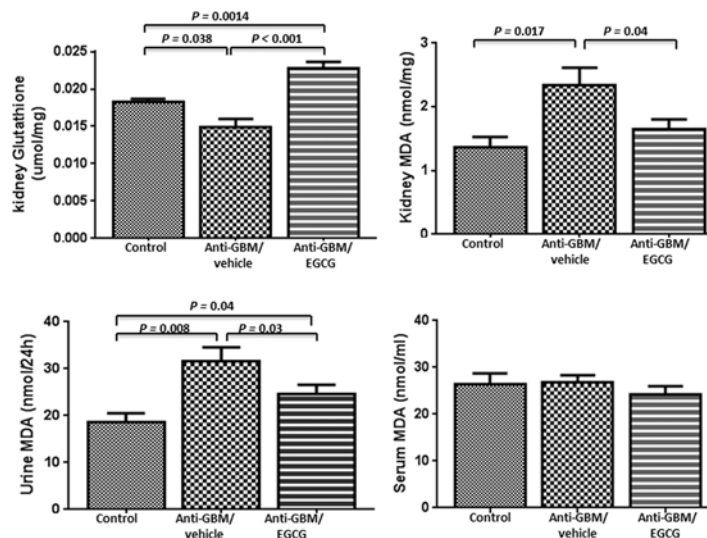 P = 0.0014
P = 0.038
P < 0.001
kidney Glutathione
(umol/mg)
0.025
0.020
0.015
0.010
0.005
0.000
Control
Anti-GBM/
vehicle
Anti-GBM/
EGCG
P = 0.017
P = 0.04
Kidney MDA (nmol/mg)
3
2
1
0
Control
Anti-GBM/
vehicle
Anti-GBM/
EGCG
P = 0.04
P = 0.008
P = 0.03
Urine MDA (nmol/24h)
40
30
20
10
0
Control
Anti-GBM/
vehicle
Anti-GBM/
EGCG
Serum MDA (nmol/ml)
40
30
20
10
0
Control
Anti-GBM/
vehicle
Anti-GBM/
EGCG